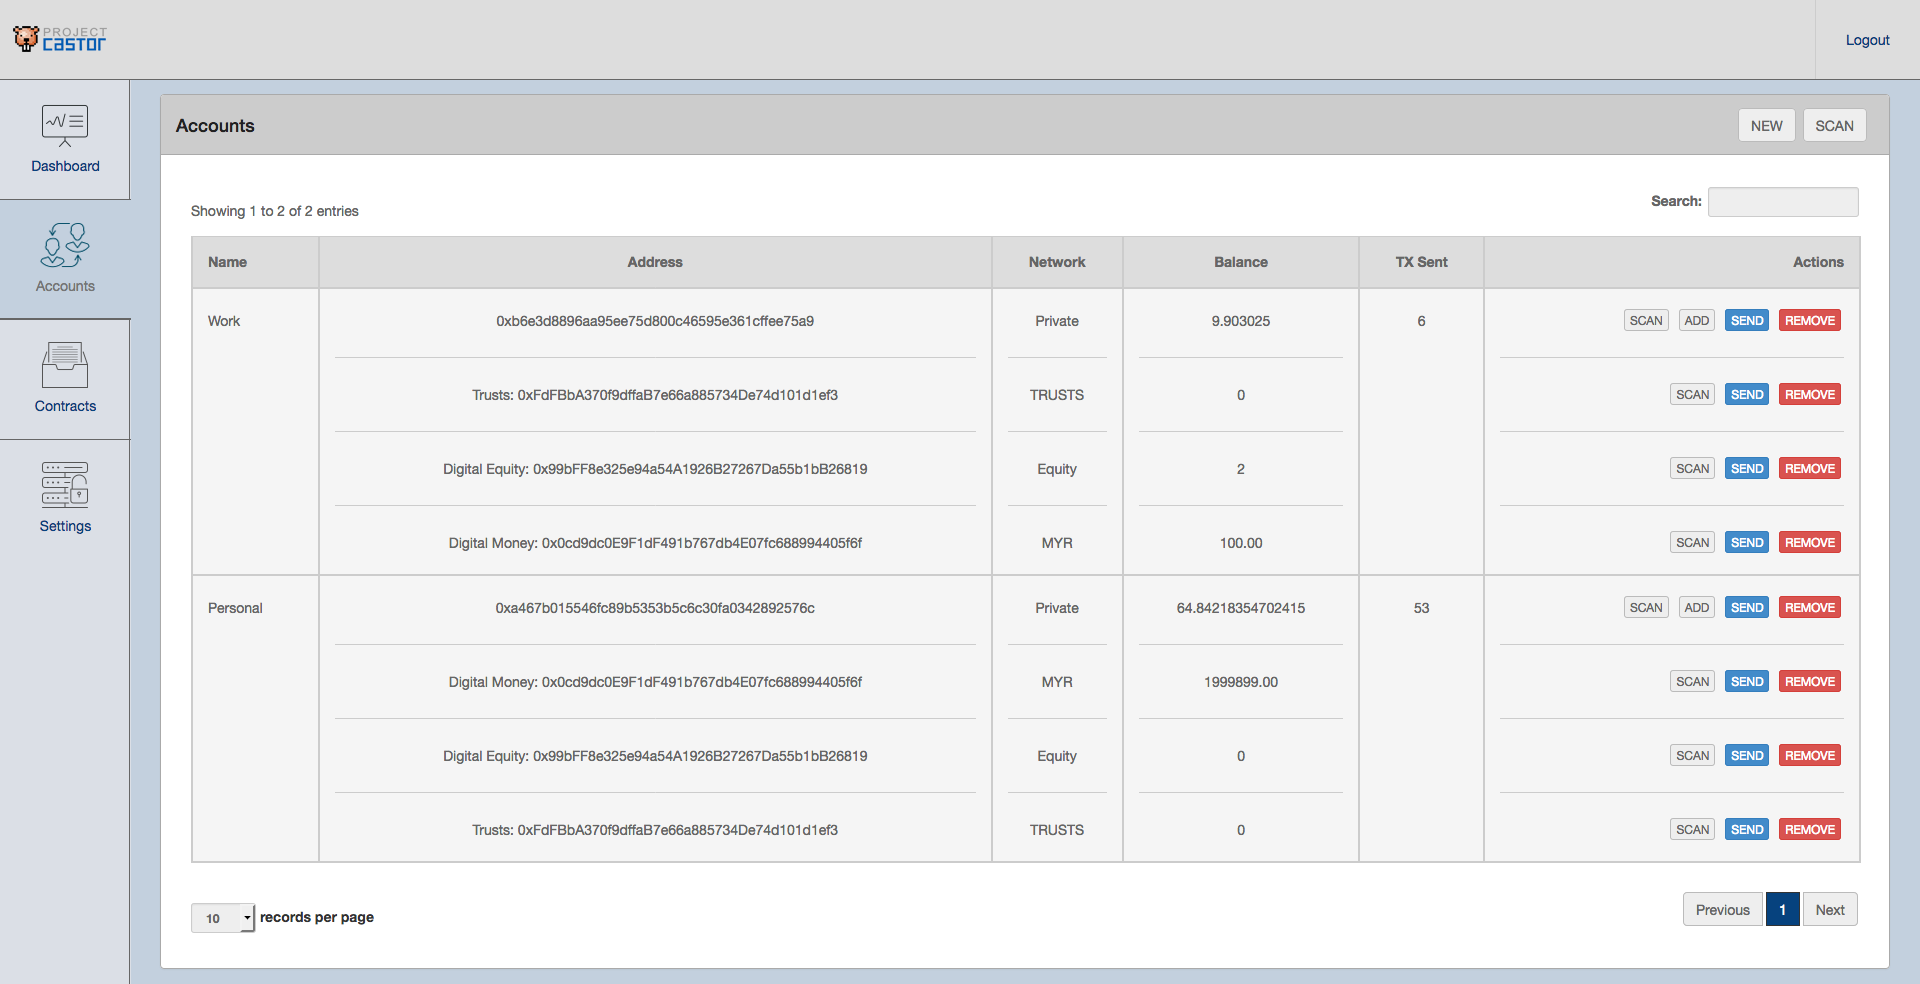 PROJECT
castor
Logout
Dashboard
Accounts
Contracts
Settings
Accounts
NEW SCAN
Showing 1 to 2 of 2 entries
Search:
Name Address Network Balance TX Sent Actions
Work 0xb6e3d8896aa95ee75d800c46595e361cffee75a9 Private 9.903025 6 SCAN ADD SEND REMOVE
Trusts: 0xFdFBbA370f9dffaB7e66a885734De74d101d1ef3 TRUSTS 0 SCAN SEND REMOVE
Digital Equity: 0x99bFF8e325e94a54A1926B27267Da55b1bB26819 Equity 2 SCAN SEND REMOVE
Digital Money: 0x0cd9dc0E9F1dF491b767db4E07fc688994405f6f MYR 100.00 SCAN SEND REMOVE
Personal 0xa467b015546fc89b5353b5c6c30fa0342892576c Private 64.84218354702415 53 SCAN ADD SEND REMOVE
Digital Money: 0x0cd9dc0E9F1dF491b767db4E07fc688994405f6f MYR 1999899.00 SCAN SEND REMOVE
Digital Equity: 0x99bFF8e325e94a54A1926B27267Da55b1bB26819 Equity 0 SCAN SEND REMOVE
Trusts: 0xFdFBbA370f9dffaB7e66a885734De74d101d1ef3 TRUSTS 0 SCAN SEND REMOVE
10 records per page
Previous 1 Next